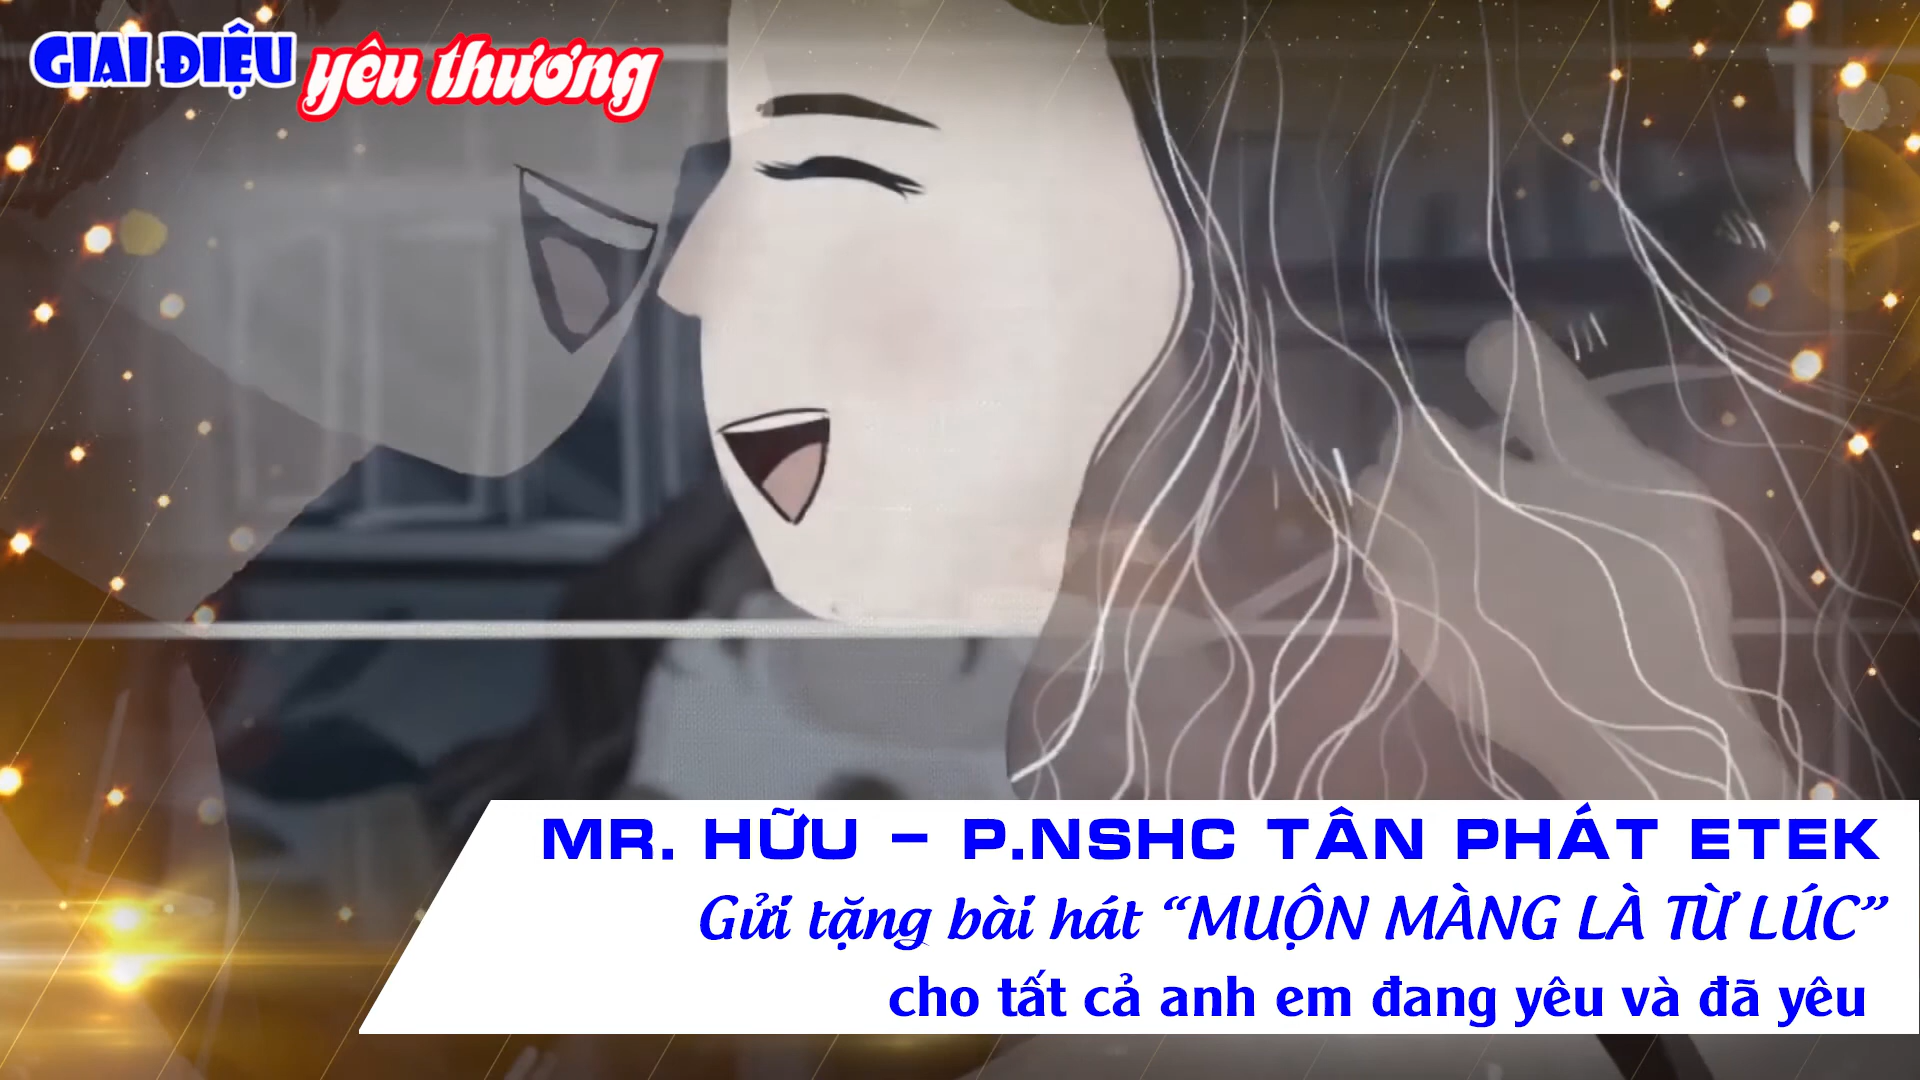 GIAI ĐIỆU yêu thương
MR. HỮU – P.NSHC TÂN PHÁT ETEK
Gửi tặng bài hát “MUỘN MÀNG LÀ TỪ LÚC”
cho tất cả anh em đang yêu và đã yêu